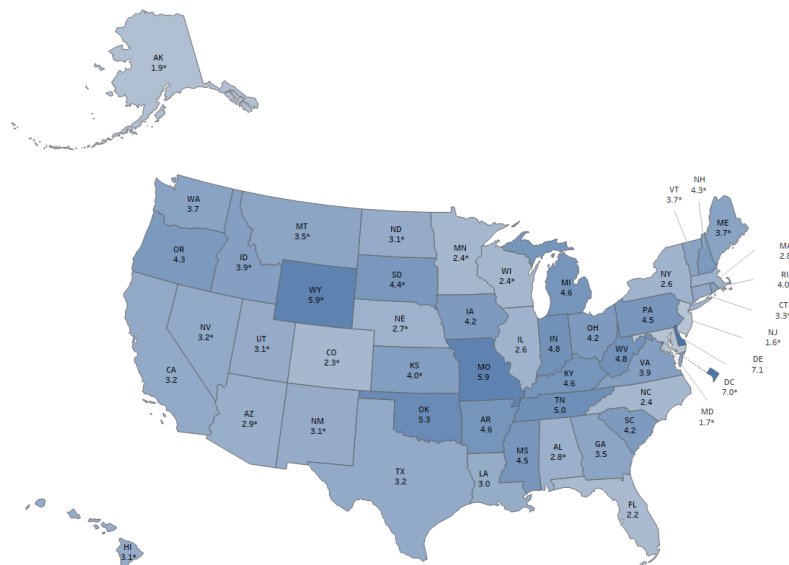 AK
1.9*
WA
3.7
OR
4.3
ID
3.9*
MT
3.5*
ND
3.1*
MN
2.4*
WI
2.4*
MI
4.6
NY
2.6
VT
3.7*
NH
4.3*
ME
3.7*
2.8
RI
4.0
CT
3.3*
NJ
1.6*
DE
7.1
DC
7.0*
MD
1.7*
PA
4.5
WY
5.9*
SD
4.4*
IA
4.2
NE
2.7*
NV
3.2*
UT
3.1*
CO
2.3*
KS
4.0*
MO
5.9
IL
2.6
IN
4.8
OH
4.2
WV
4.8
VA
3.9
KY
4.6
CA
3.2
AZ
2.9*
NM
3.1*
OK
5.3
AR
4.6
TN
5.0
NC
2.4
SC
4.2
MS
4.5
AL
2.8*
GA
3.5
TX
3.2
LA
3.0
FL
2.2
HI
3.1*